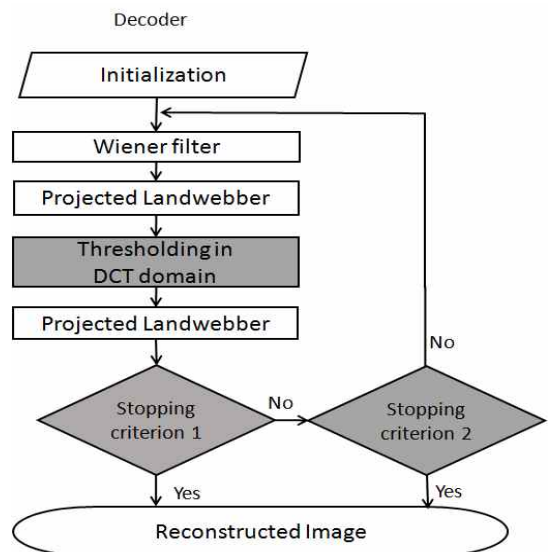 Decoder
Initialization
Wiener filter
Projected Landwebber
Thresholding in
DCT domain
Projected Landwebber
No
Stopping
criterion 1
No
Stopping
criterion 2
Yes
Yes
Reconstructed Image